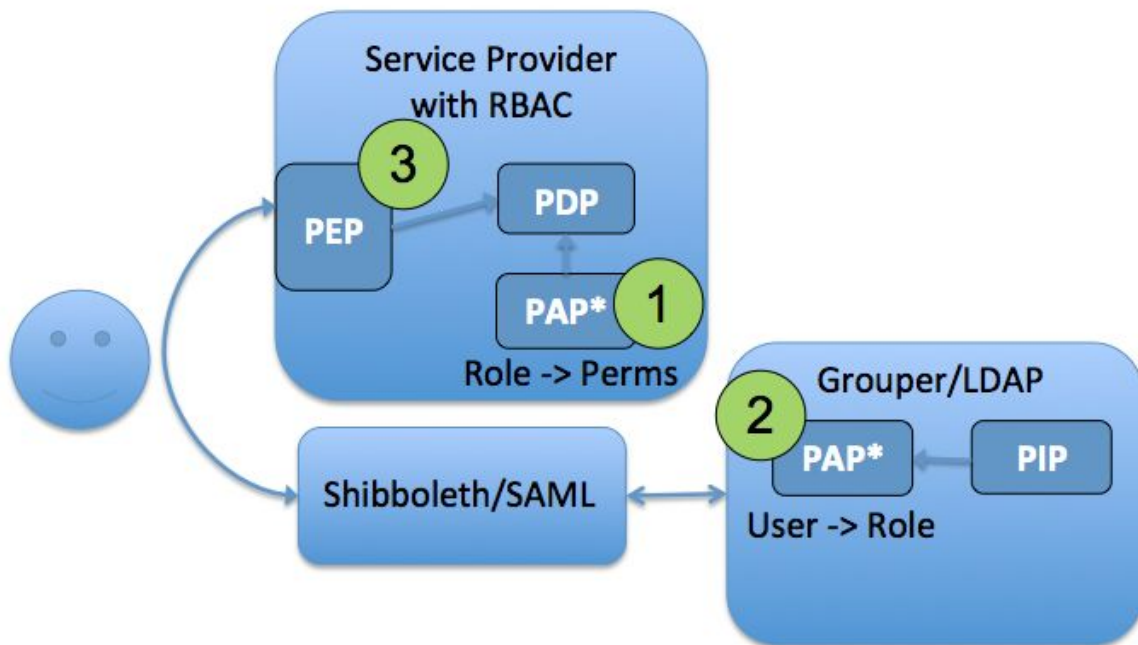 Service Provider
with RBAC
3
PEP
PDP
PAP*
1
Role -> Perms
Grouper/LDAP
2
PAP*
PIP
User -> Role
Shibboleth/SAML